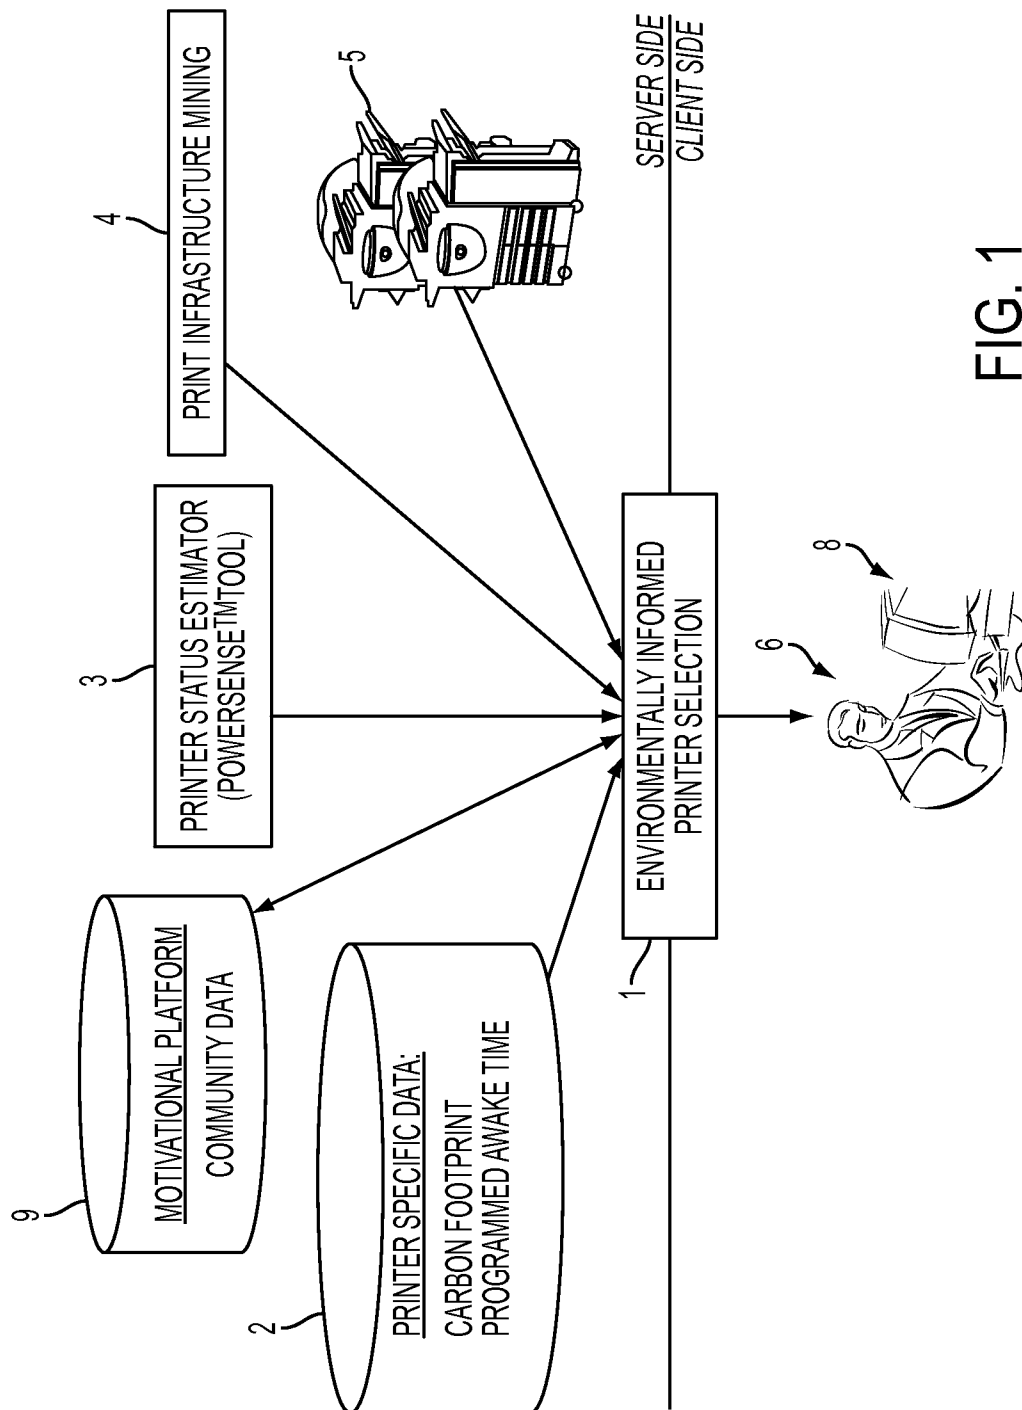 9
MOTIVATIONAL PLATFORM
COMMUNITY DATA
2
PRINTER SPECIFIC DATA:
CARBON FOOTPRINT
PROGRAMMED AWAKE TIME
3
PRINTER STATUS ESTIMATOR
(POWERSENSE™TOOL)
4
PRINT INFRASTRUCTURE MINING
5
1
ENVIRONMENTALLY INFORMED
PRINTER SELECTION
SERVER SIDE
CLIENT SIDE
6
8
FIG. 1